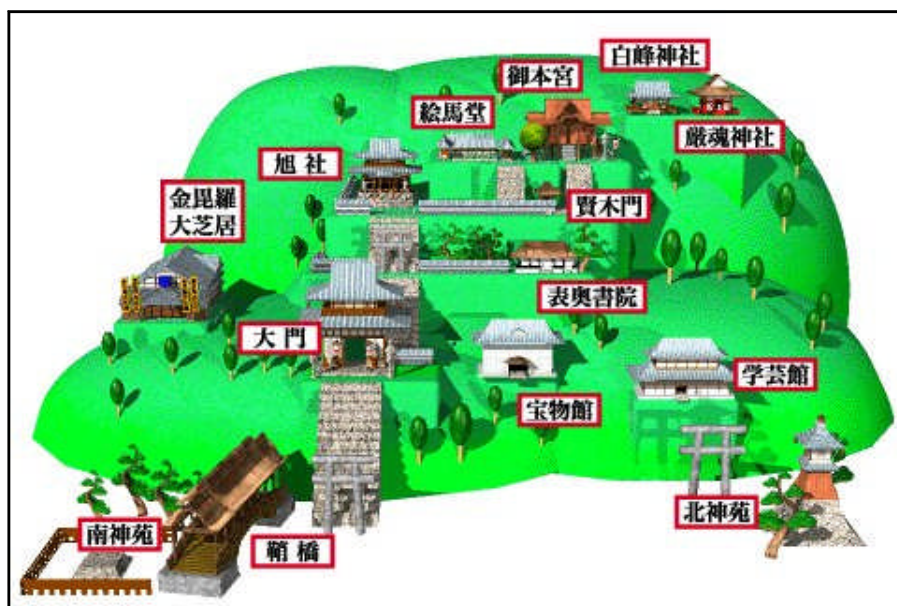 白峰神社
御本宮
絵馬堂
厳魂神社
旭社
金毘羅
大芝居
賢木門
表奥書院
大門
学芸館
宝物館
北神苑
南神苑
鞘橋